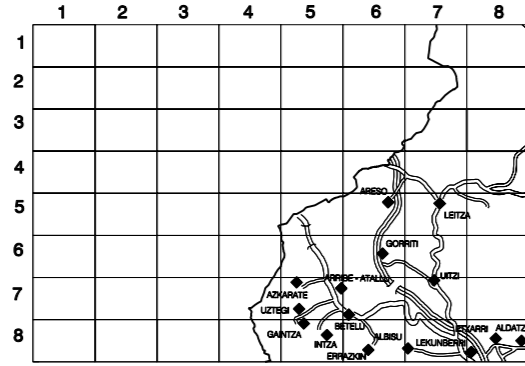 1 2 3 4 5 6 7 8
1
2
3
4
ARESO
5
LEITZA
GORRITI
6
UITZI
ARRIBE - ATALLU
7
AZKARATE
UZTEGI
BETELU
ALBISU
ETXARRI
ALDATZ
GAINTZA
INTZA
LEKUNBERRI
8
ERRAZKIN